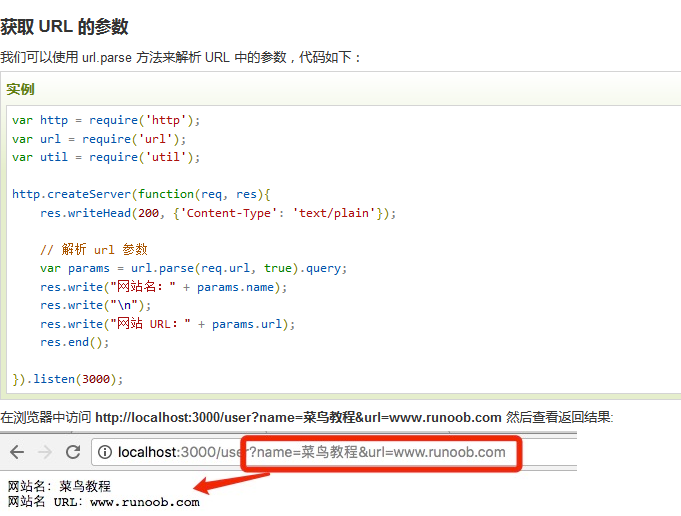 获取 URL 的参数
我们可以使用 url.parse 方法来解析 URL 中的参数，代码如下：
实例
var http = require('http');
var url = require('url');
var util = require('util');
http.createServer(function(req, res){
    res.writeHead(200, {'Content-Type': 'text/plain'});
    // 解析 url 参数
    var params = url.parse(req.url, true).query;
    res.write("网站名：" + params.name);
    res.write("\n");
    res.write("网站 URL：" + params.url);
    res.end();
}).listen(3000);
在浏览器中访问 http://localhost:3000/user?name=菜鸟教程&url=www.runoob.com 然后查看返回结果:
localhost:3000/user?name=菜鸟教程&url=www.runoob.com
网站名：菜鸟教程
网站 URL：www.runoob.com